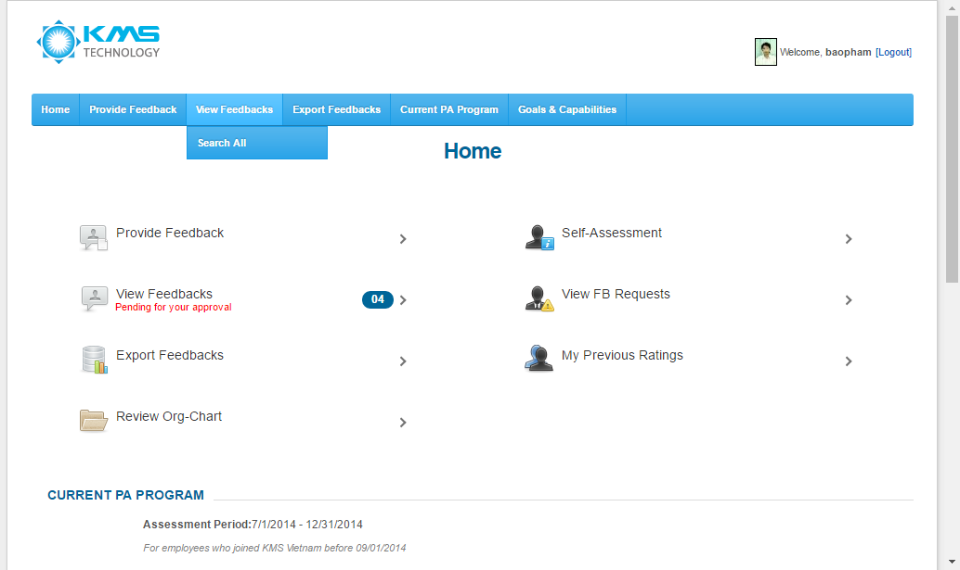 KMS
TECHNOLOGY
Welcome, baopham [Logout]
Home Provide Feedback View Feedbacks Export Feedbacks Current PA Program Goals & Capabilities
Search All
Home
Provide Feedback
Self-Assessment
View Feedbacks
Pending for your approval
04
View FB Requests
Export Feedbacks
My Previous Ratings
Review Org-Chart
CURRENT PA PROGRAM
Assessment Period:7/1/2014 - 12/31/2014
For employees who joined KMS Vietnam before 09/01/2014